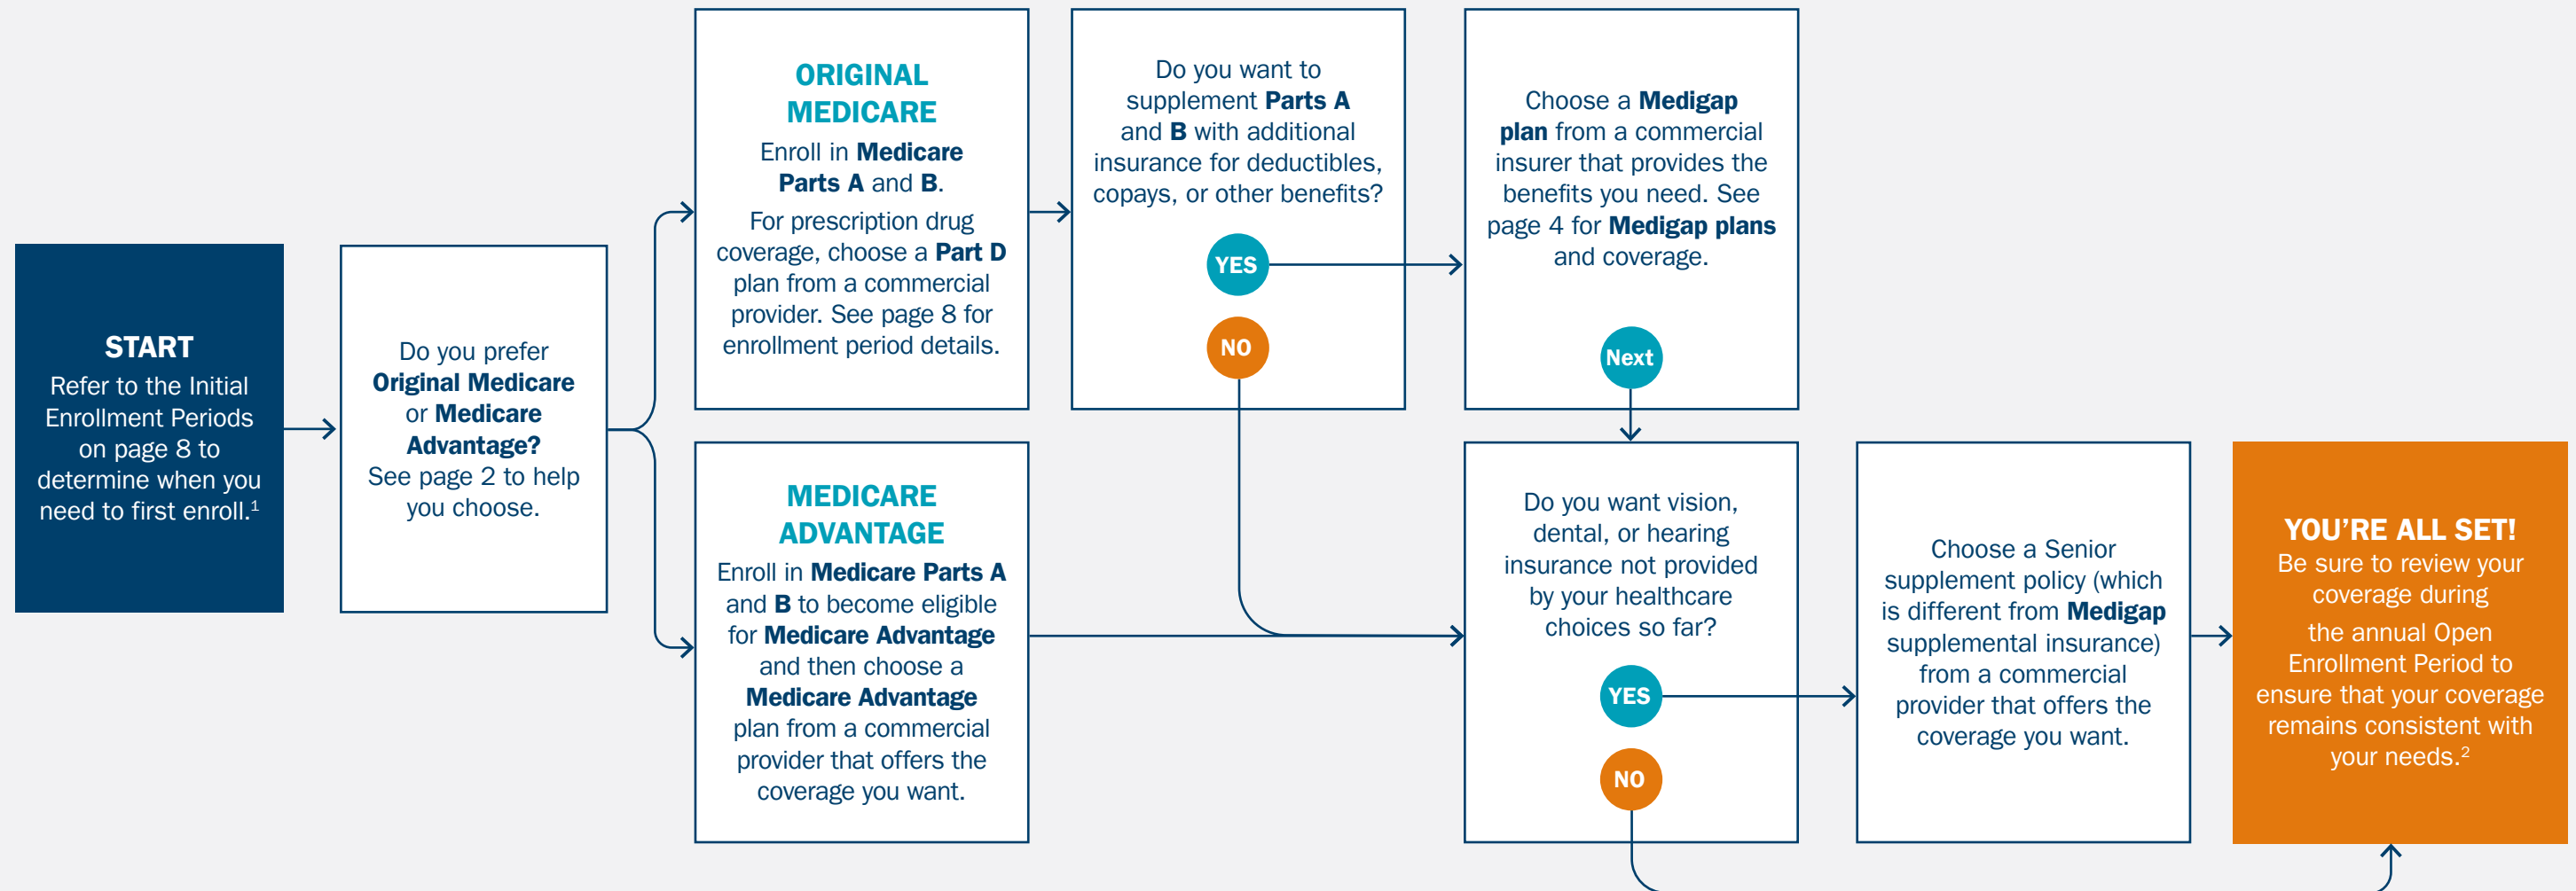 START
Refer to the Initial
Enrollment Periods
on page 8 to
determine when you
need to first enroll.1
Do you prefer
Original Medicare
or Medicare
Advantage?
See page 2 to help
you choose.
ORIGINAL
MEDICARE
Enroll in Medicare
Parts A and B.
For prescription drug
coverage, choose a Part D
plan from a commercial
provider. See page 8 for
enrollment period details.
MEDICARE
ADVANTAGE
Enroll in Medicare Parts A
and B to become eligible
for Medicare Advantage
and then choose a
Medicare Advantage
plan from a commercial
provider that offers the
coverage you want.
Do you want to
supplement Parts A
and B with additional
insurance for deductibles,
copays, or other benefits?
YES
NO
Choose a Medigap
plan from a commercial
insurer that provides the
benefits you need. See
page 4 for Medigap plans
and coverage.
Next
Do you want vision,
dental, or hearing
insurance not provided
by your healthcare
choices so far?
YES
NO
Choose a Senior
supplement policy (which
is different from Medigap
supplemental insurance)
from a commercial
provider that offers the
coverage you want.
YOU'RE ALL SET!
Be sure to review your
coverage during
the annual Open
Enrollment Period to
ensure that your coverage
remains consistent with
your needs.2